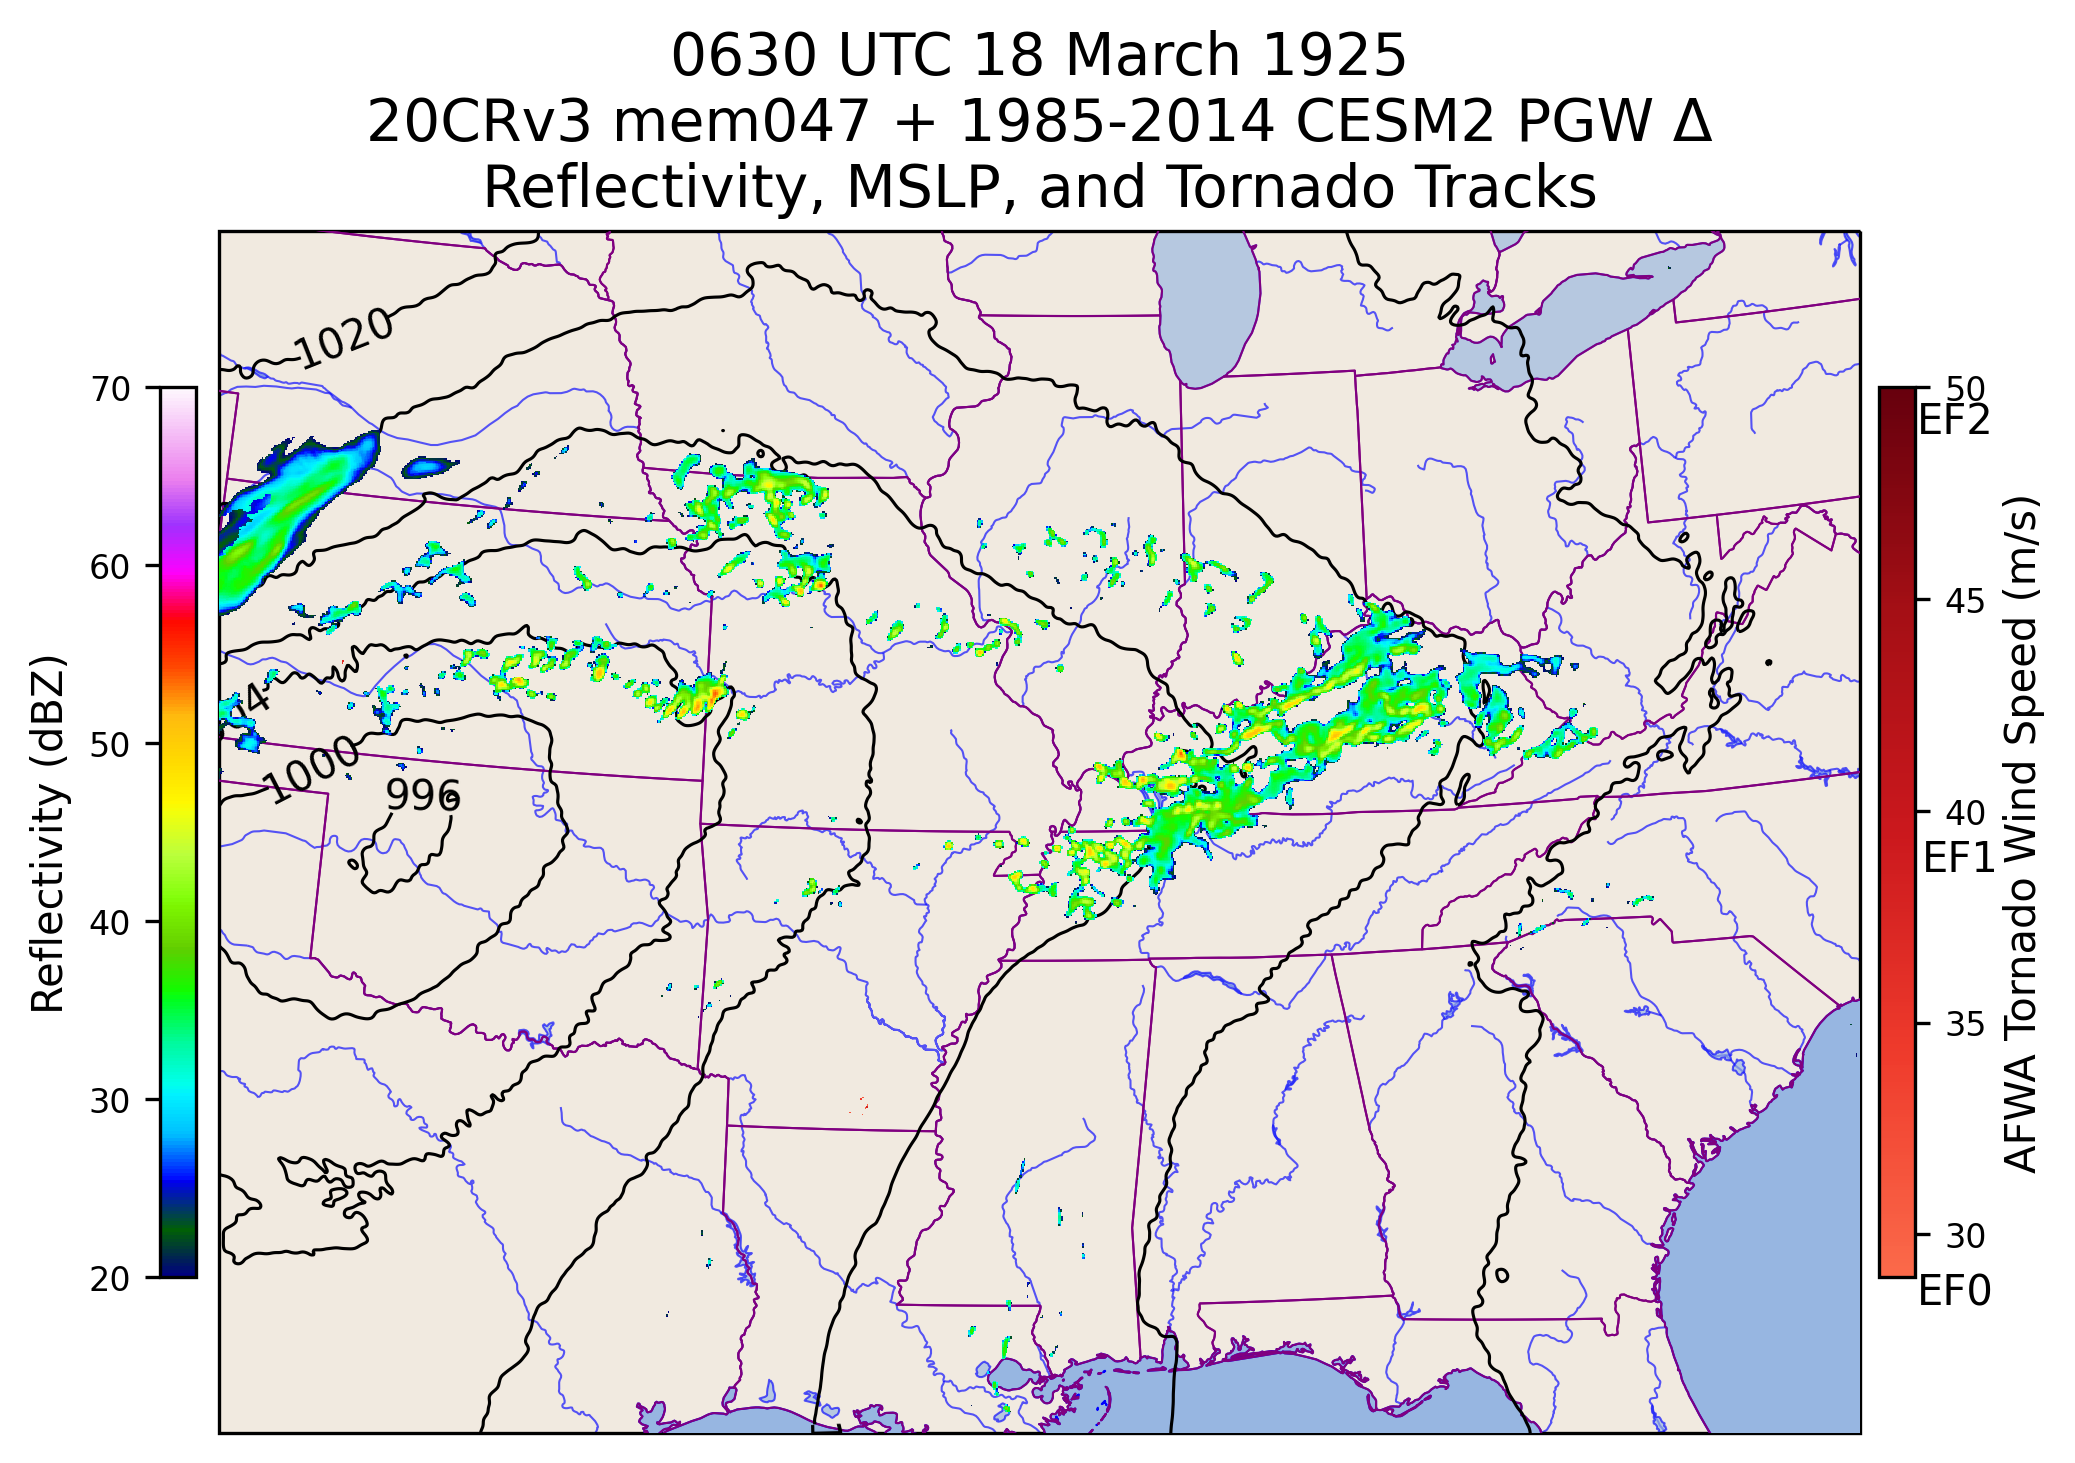 0630 UTC 18 March 1925
20CRv3 mem047 + 1985-2014 CESM2 PGW Δ
Reflectivity, MSLP, and Tornado Tracks
1020
1000
996
70
60
50
40
30
20
Reflectivity (dBZ)
50
EF2
45
40
EF1
35
30
EF0
AFWA Tornado Wind Speed (m/s)